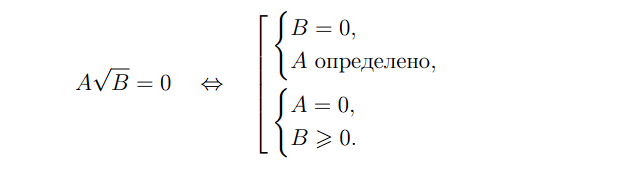 B = 0,
A определено,
A√B = 0 ⇔
A = 0,
B ⩾ 0.